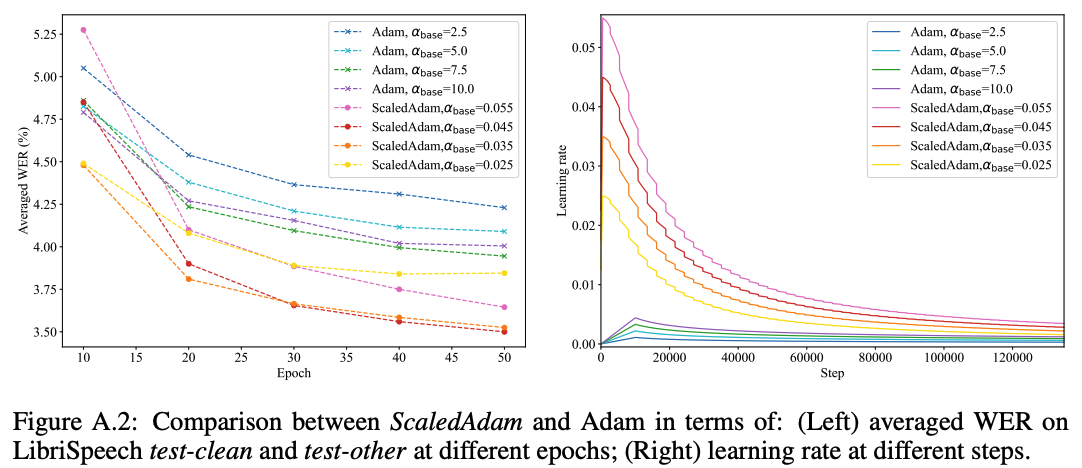 5.25
5.00
4.75
4.50
4.25
4.00
3.75
3.50
Averaged WER (%)
10
15
20
25
30
35
40
45
50
Epoch
Adam, αbase=2.5
Adam, αbase=5.0
Adam, αbase=7.5
Adam, αbase=10.0
ScaledAdam,αbase=0.055
ScaledAdam,αbase=0.045
ScaledAdam,αbase=0.035
ScaledAdam,αbase=0.025
0.05
0.04
0.03
0.02
0.01
0.00
Learning rate
0
20000
40000
60000
80000
100000
120000
Step
Adam, αbase=2.5
Adam, αbase=5.0
Adam, αbase=7.5
Adam, αbase=10.0
ScaledAdam,αbase=0.055
ScaledAdam,αbase=0.045
ScaledAdam,αbase=0.035
ScaledAdam,αbase=0.025
Figure A.2: Comparison between ScaledAdam and Adam in terms of: (Left) averaged WER on
LibriSpeech test-clean and test-other at different epochs; (Right) learning rate at different steps.